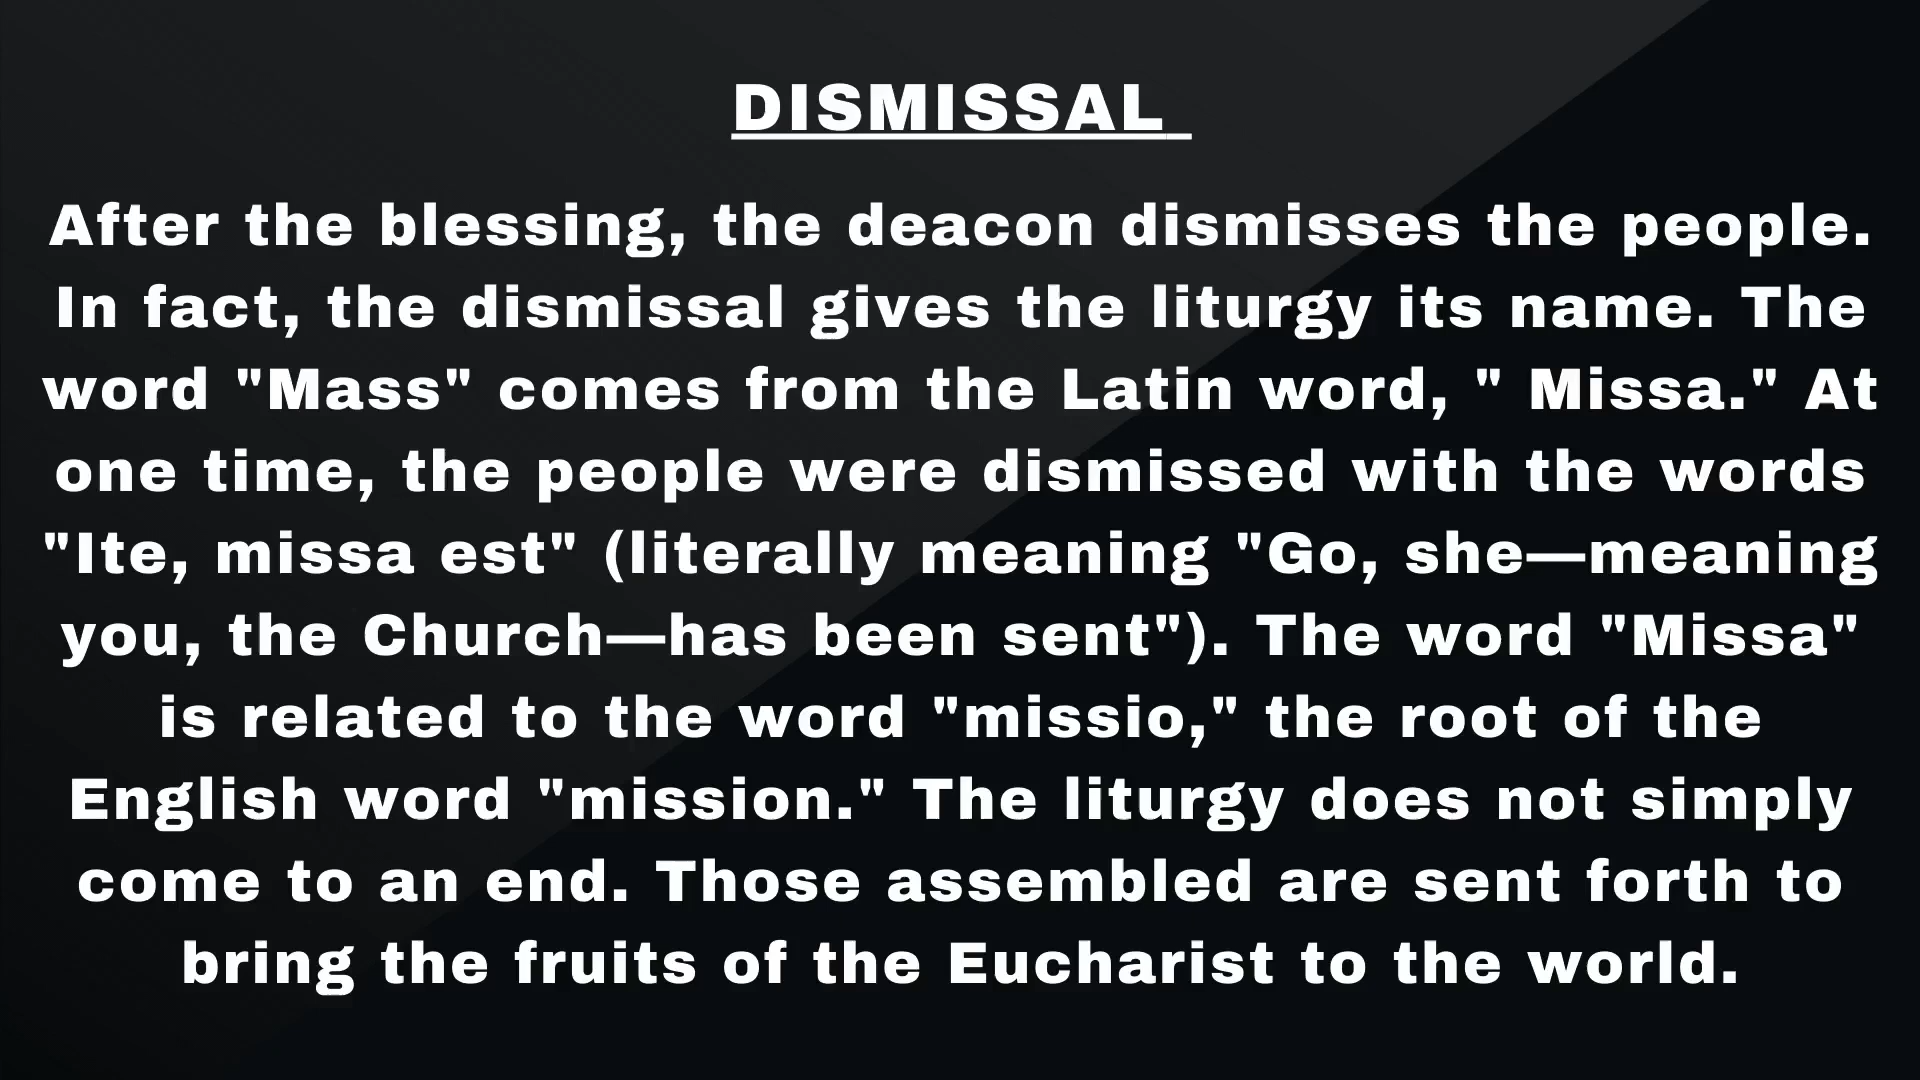 DISMISSAL
After the blessing, the deacon dismisses the people.
In fact, the dismissal gives the liturgy its name. The
word "Mass" comes from the Latin word, " Missa." At
one time, the people were dismissed with the words
"Ite, missa est" (literally meaning "Go, she—meaning
you, the Church—has been sent"). The word "Missa"
is related to the word "missio," the root of the
English word "mission." The liturgy does not simply
come to an end. Those assembled are sent forth to
bring the fruits of the Eucharist to the world.